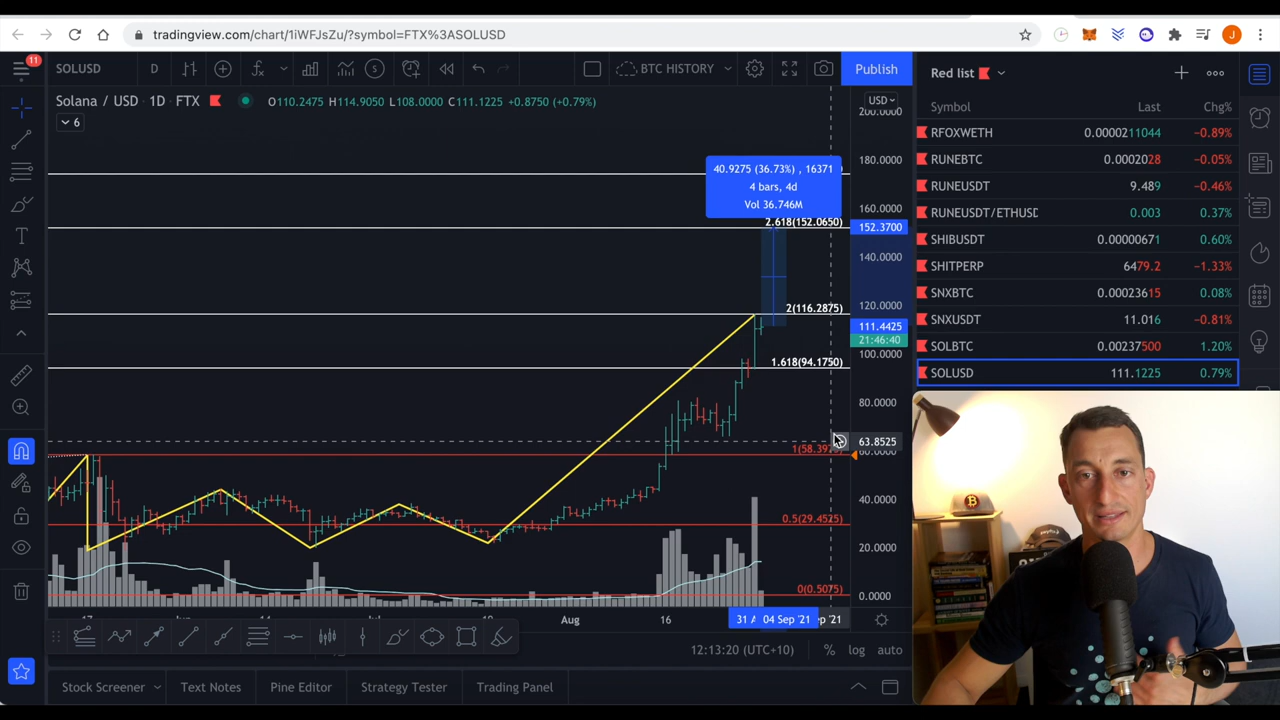 tradingview.com/chart/1iWFJsZu/?symbol=FTX%3ASOLUSD
J
11
SOLUSD
D
BTC HISTORY
Publish
Red list
Solana / USD 1D FTX
O110.2475 H114.9050 L108.0000 C111.1225 +0.8750 (+0.79%)
6
USD
Symbol Last Chg%
RFOXWETH 0.0000211044 −0.89%
RUNEBTC 0.0002028 −0.05%
RUNEUSDT 9.489 −0.46%
RUNEUSDT/ETHUSD 0.003 0.37%
SHIBUSDT 0.00000671 0.60%
SHITPERP 6479.2 −1.33%
SNXBTC 0.00023615 0.08%
SNXUSDT 11.016 −0.81%
SOLBTC 0.00237500 1.20%
SOLUSD 111.1225 0.79%
40.9275 (36.73%) , 16371
4 bars, 4d
Vol 36.746M
2.618(152.0650)
2(116.2875)
1.618(94.1750)
0.5(29.4525)
0(0.5075)
200.0000
180.0000
160.0000
152.3700
140.0000
120.0000
111.4425
21:46:40
100.0000
80.0000
63.8525
60.0000
40.0000
20.0000
0.0000
17
Aug
16
04 Sep '21
12:13:20 (UTC+10)
%
log
auto
Stock Screener
Text Notes
Pine Editor
Strategy Tester
Trading Panel